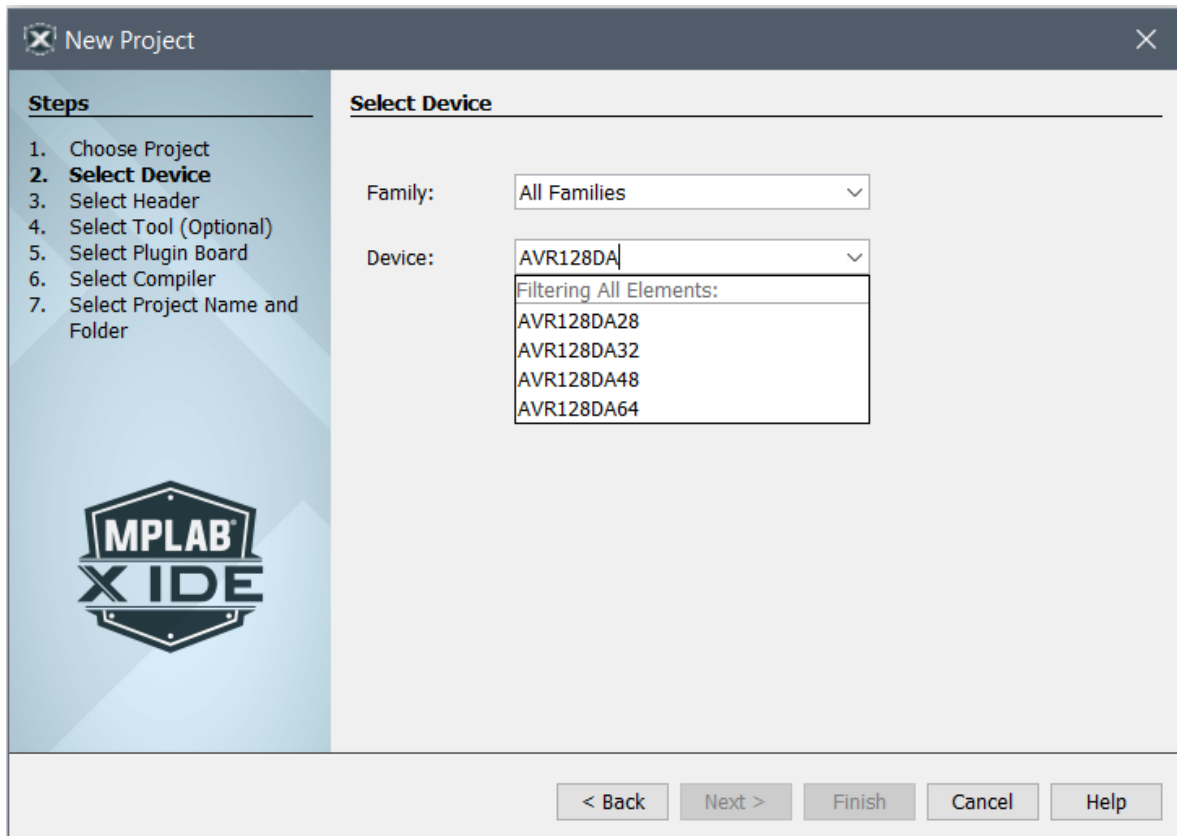 New Project
Steps
1. Choose Project
2. Select Device
3. Select Header
4. Select Tool (Optional)
5. Select Plugin Board
6. Select Compiler
7. Select Project Name and
Folder
MPLAB®
X IDE
Select Device
Family: All Families
Device: AVR128DA
Filtering All Elements:
AVR128DA28
AVR128DA32
AVR128DA48
AVR128DA64
< Back Next > Finish Cancel Help